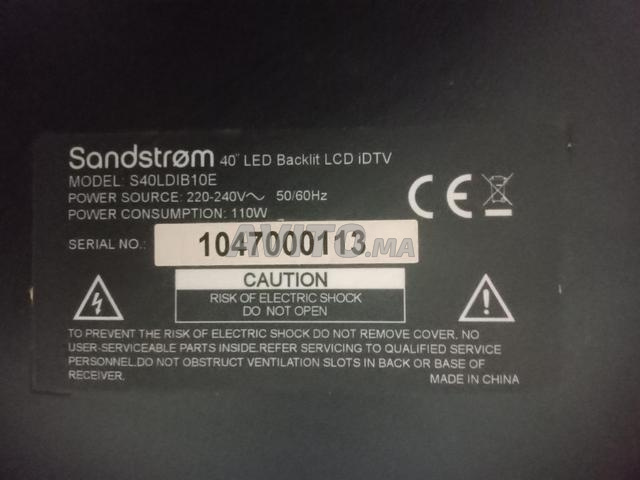 Sandstrøm 40" LED Backlit LCD iDTV
MODEL: S40LDIB10E
POWER SOURCE: 220-240V～ 50/60Hz
POWER CONSUMPTION: 110W
CE
SERIAL NO.: 1047000113
AVITO.MA
CAUTION
RISK OF ELECTRIC SHOCK
DO NOT OPEN
TO PREVENT THE RISK OF ELECTRIC SHOCK DO NOT REMOVE COVER. NO
USER-SERVICEABLE PARTS INSIDE.REFER SERVICING TO QUALIFIED SERVICE
PERSONNEL.DO NOT OBSTRUCT VENTILATION SLOTS IN BACK OR BASE OF
RECEIVER.
MADE IN CHINA